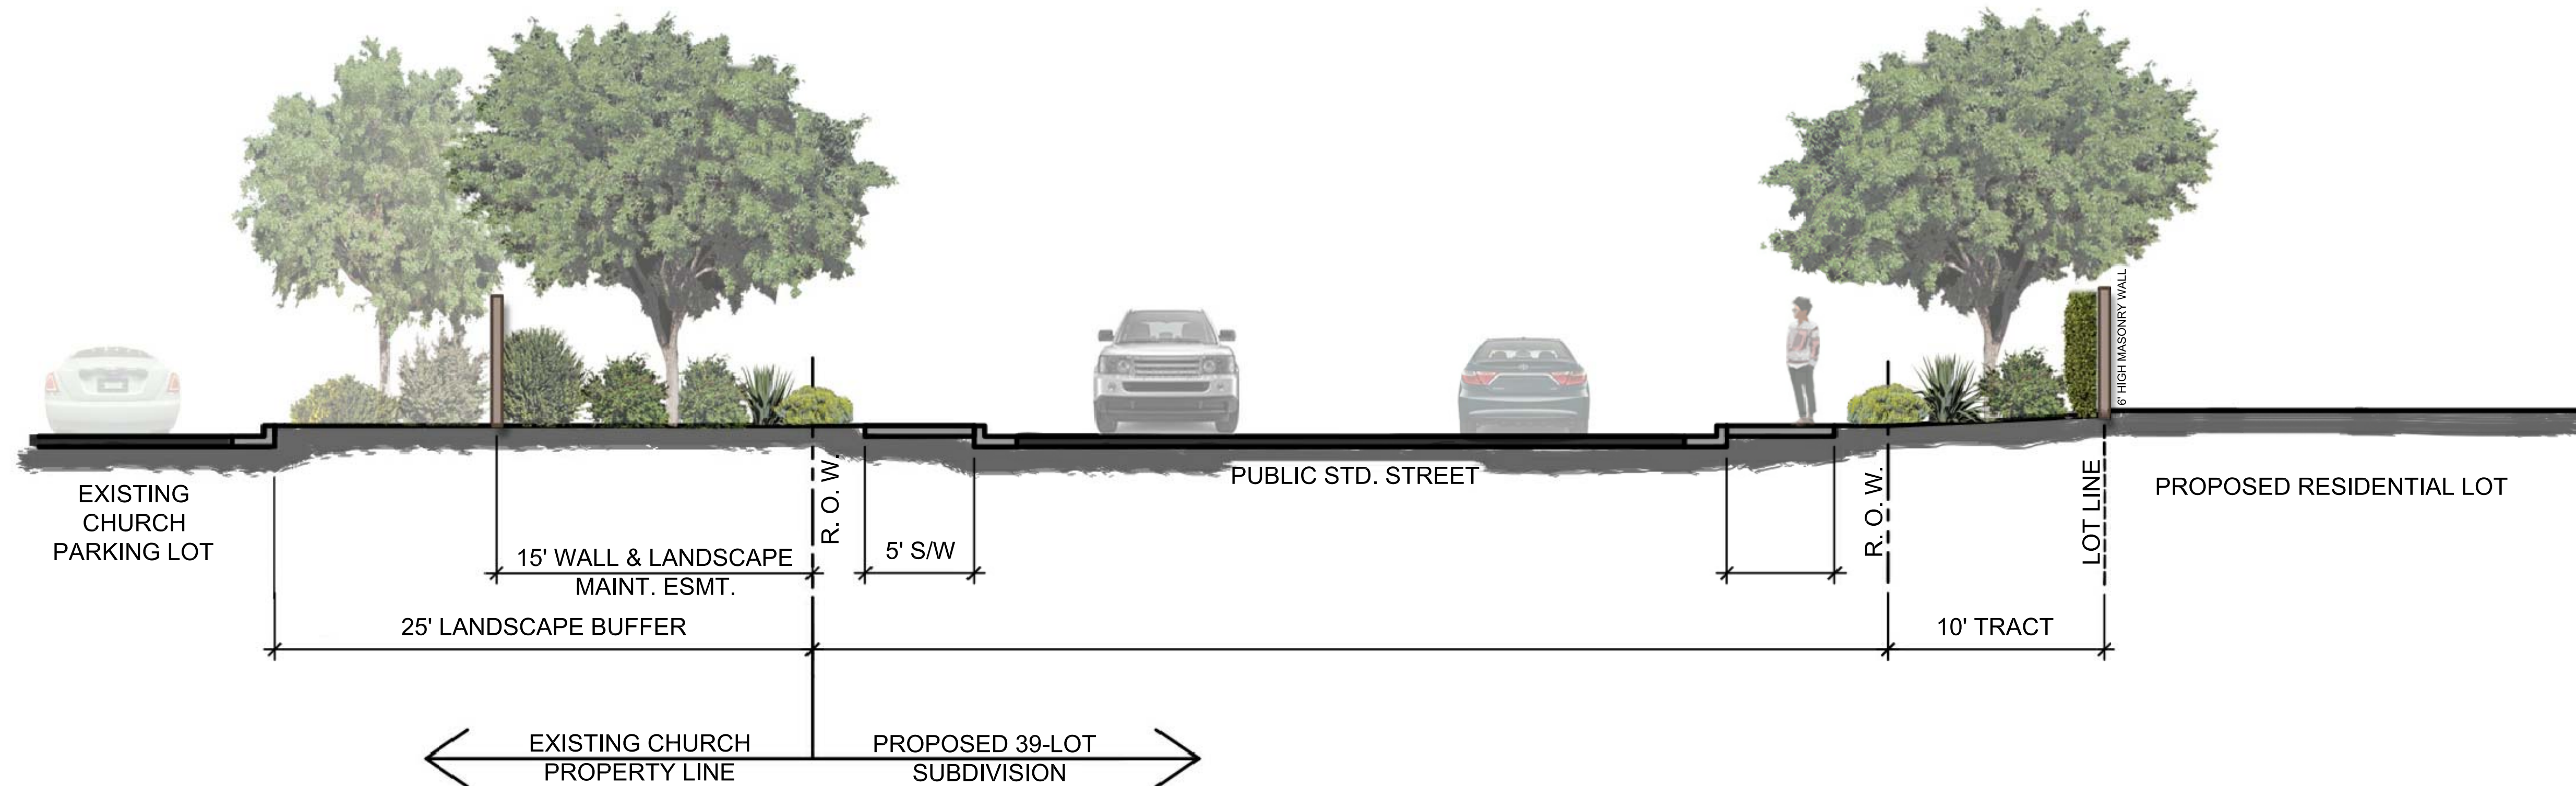 6' HIGH MASONRY WALL
EXISTING
CHURCH
PARKING LOT
PUBLIC STD. STREET
PROPOSED RESIDENTIAL LOT
R. O. W.
R. O. W.
LOT LINE
15' WALL & LANDSCAPE
MAINT. ESMT.
5' S/W
25' LANDSCAPE BUFFER
10' TRACT
EXISTING CHURCH
PROPERTY LINE
PROPOSED 39-LOT
SUBDIVISION